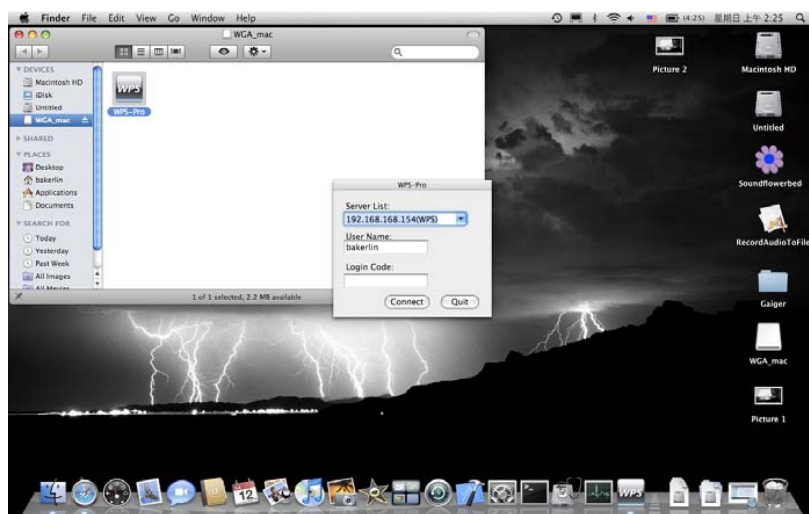 Finder File Edit View Go Window Help
(4:25) 星期日 上午 2:25
WGA_mac
DEVICES
Macintosh HD
iDisk
Untitled
WGA_mac
SHARED
PLACES
Desktop
bakerlin
Applications
Documents
SEARCH FOR
Today
Yesterday
Past Week
All Images
All Movies
WPS
WPS-Pro
1 of 1 selected, 2.2 MB available
WPS-Pro
Server List:
192.168.168.154(WPS)
User Name:
bakerlin
Login Code:
Connect
Quit
Picture 2
Macintosh HD
Untitled
Soundflowerbed
RecordAudioToFile
Gaiger
WGA_mac
Picture 1
12
WPS